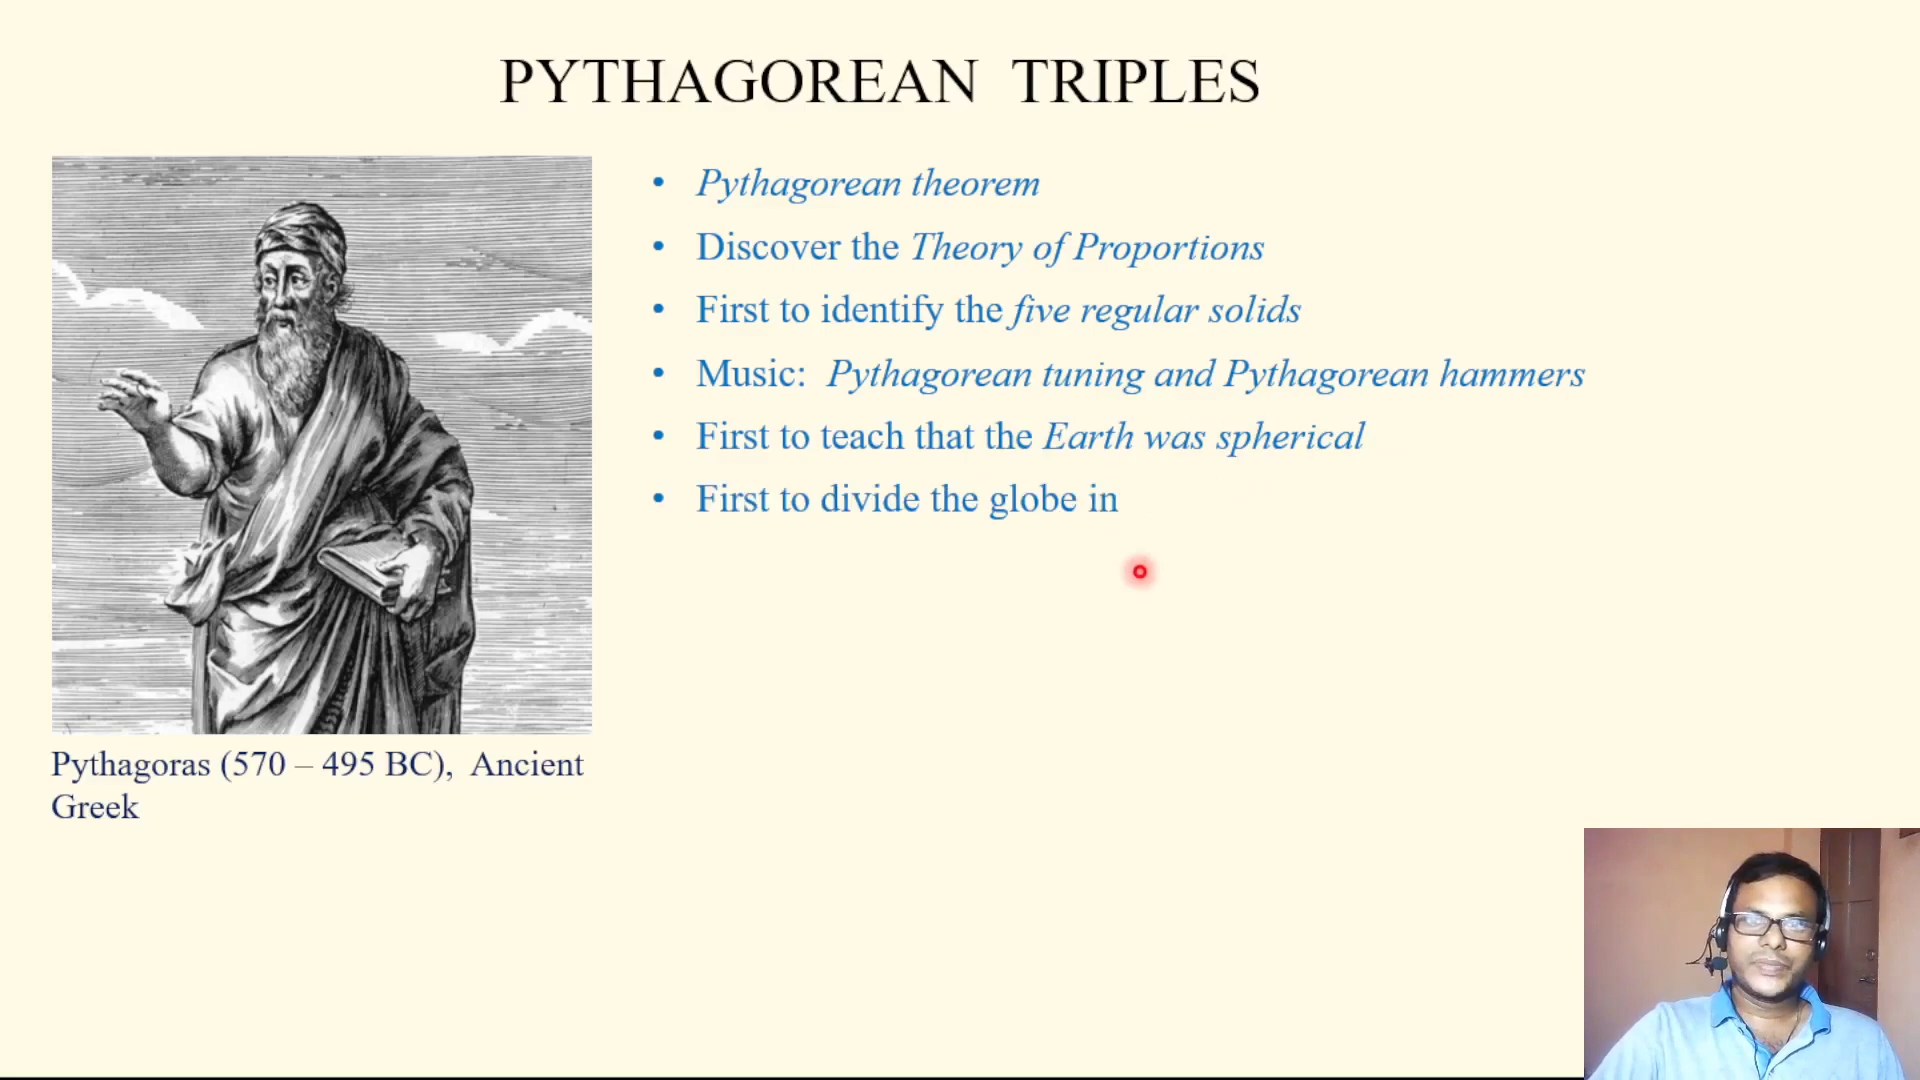 PYTHAGOREAN TRIPLES
• Pythagorean theorem
• Discover the Theory of Proportions
• First to identify the five regular solids
• Music: Pythagorean tuning and Pythagorean hammers
• First to teach that the Earth was spherical
• First to divide the globe in
Pythagoras (570 – 495 BC), Ancient
Greek